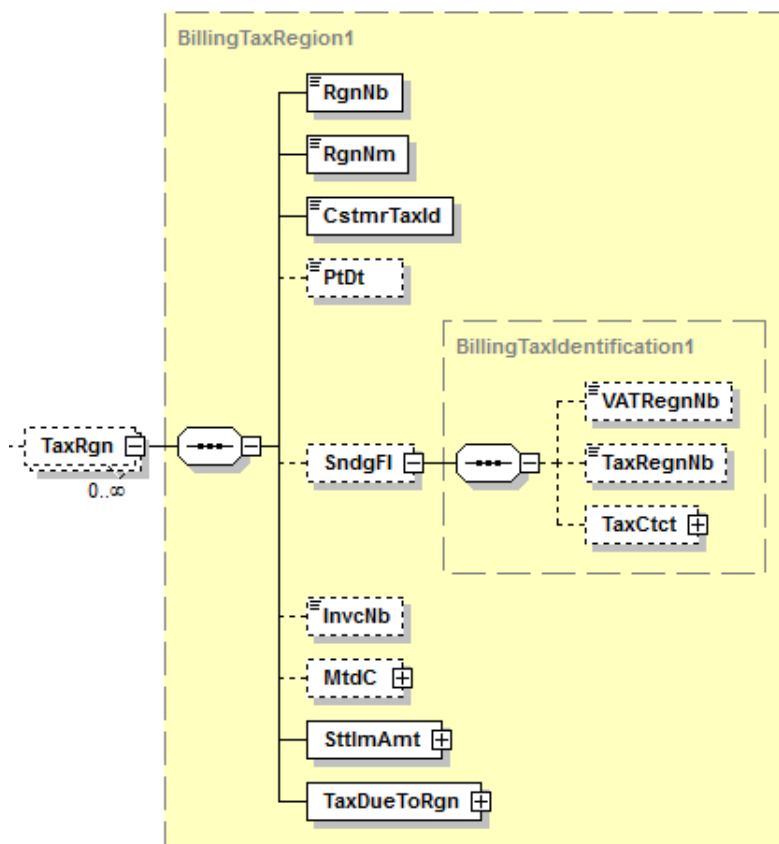 BillingTaxRegion1
RgnNb
RgnNm
CstmrTaxId
PtDt
BillingTaxIdentification1
VATRegnNb
TaxRgn
SndgFI
TaxRegnNb
0..∞
TaxCtct
InvcNb
MtdC
SttlmAmt
TaxDueToRgn